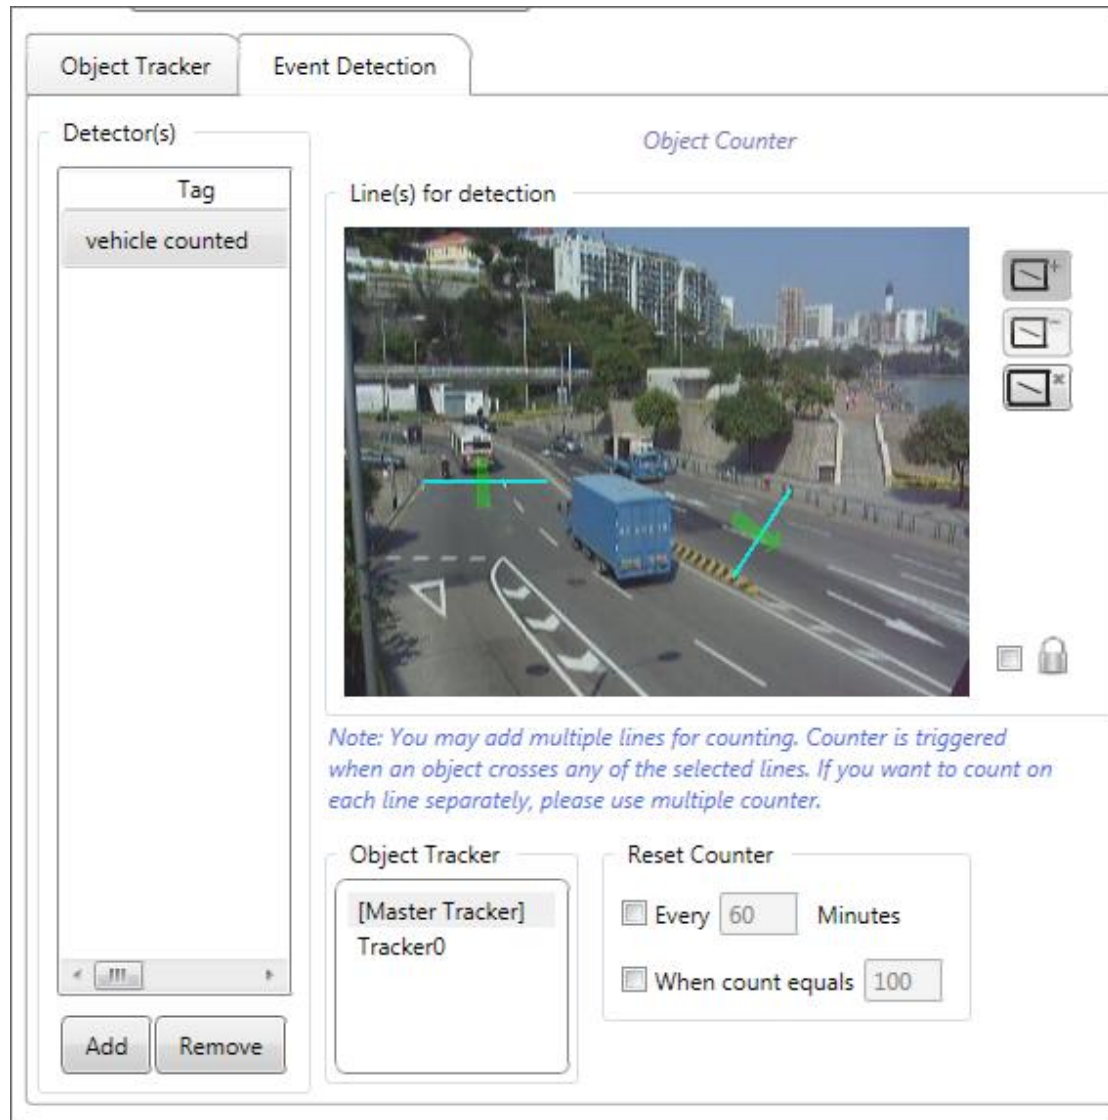 Object Tracker
Event Detection
Detector(s)
Tag
vehicle counted
Add
Remove
Object Counter
Line(s) for detection
Note: You may add multiple lines for counting. Counter is triggered
when an object crosses any of the selected lines. If you want to count on
each line separately, please use multiple counter.
Object Tracker
[Master Tracker]
Tracker0
Reset Counter
Every 60 Minutes
When count equals 100